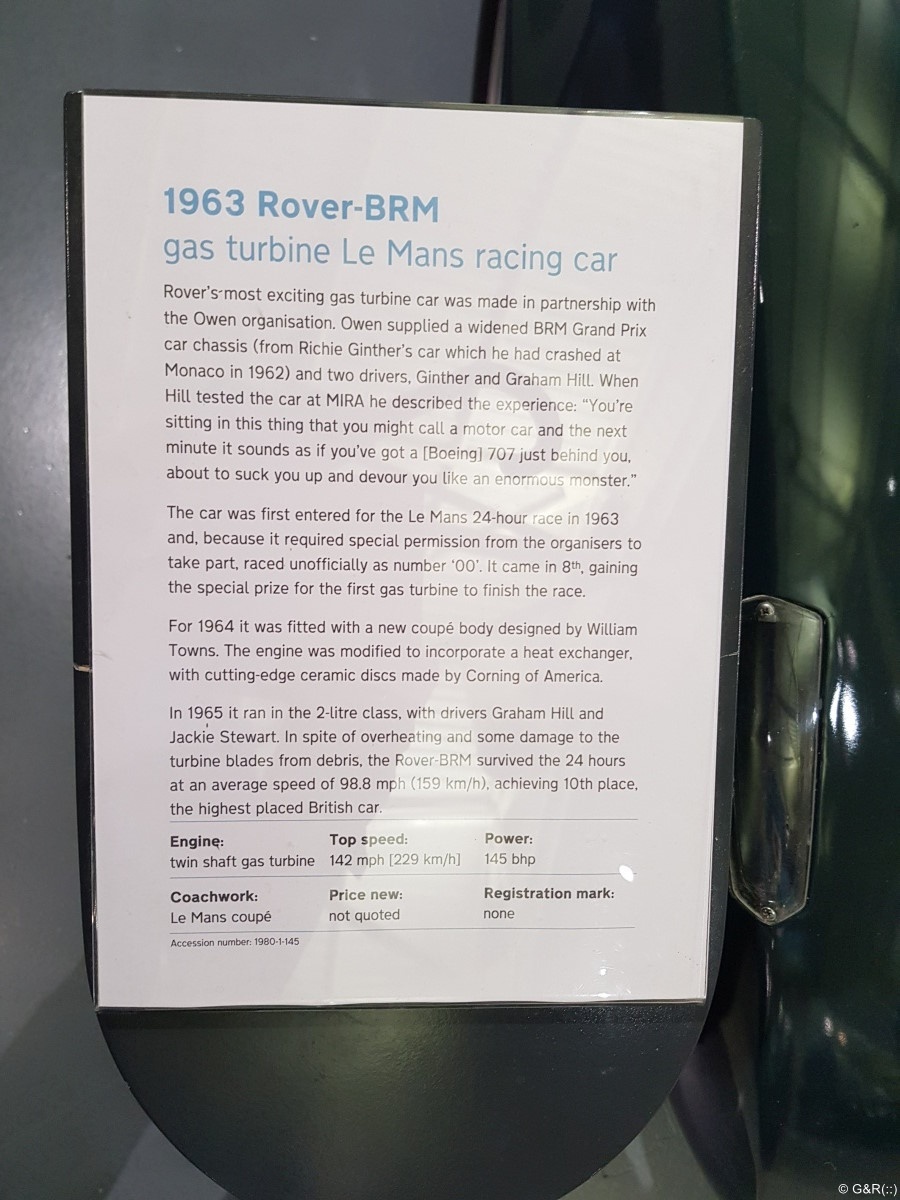 1963 Rover-BRM
gas turbine Le Mans racing car
Rover's most exciting gas turbine car was made in partnership with
the Owen organisation. Owen supplied a widened BRM Grand Prix
car chassis (from Richie Ginther's car which he had crashed at
Monaco in 1962) and two drivers, Ginther and Graham Hill. When
Hill tested the car at MIRA he described the experience: “You're
sitting in this thing that you might call a motor car and the next
minute it sounds as if you've got a [Boeing] 707 just behind you,
about to suck you up and devour you like an enormous monster.”
The car was first entered for the Le Mans 24-hour race in 1963
and, because it required special permission from the organisers to
take part, raced unofficially as number ‘00’. It came in 8th, gaining
the special prize for the first gas turbine to finish the race.
For 1964 it was fitted with a new coupé body designed by William
Towns. The engine was modified to incorporate a heat exchanger,
with cutting-edge ceramic discs made by Corning of America.
In 1965 it ran in the 2-litre class, with drivers Graham Hill and
Jackie Stewart. In spite of overheating and some damage to the
turbine blades from debris, the Rover-BRM survived the 24 hours
at an average speed of 98.8 mph (159 km/h), achieving 10th place,
the highest placed British car.
Engine: Top speed: Power:
twin shaft gas turbine 142 mph [229 km/h] 145 bhp
Coachwork: Price new: Registration mark:
Le Mans coupé not quoted none
Accession number: 1980-1-145
© G&R(::)